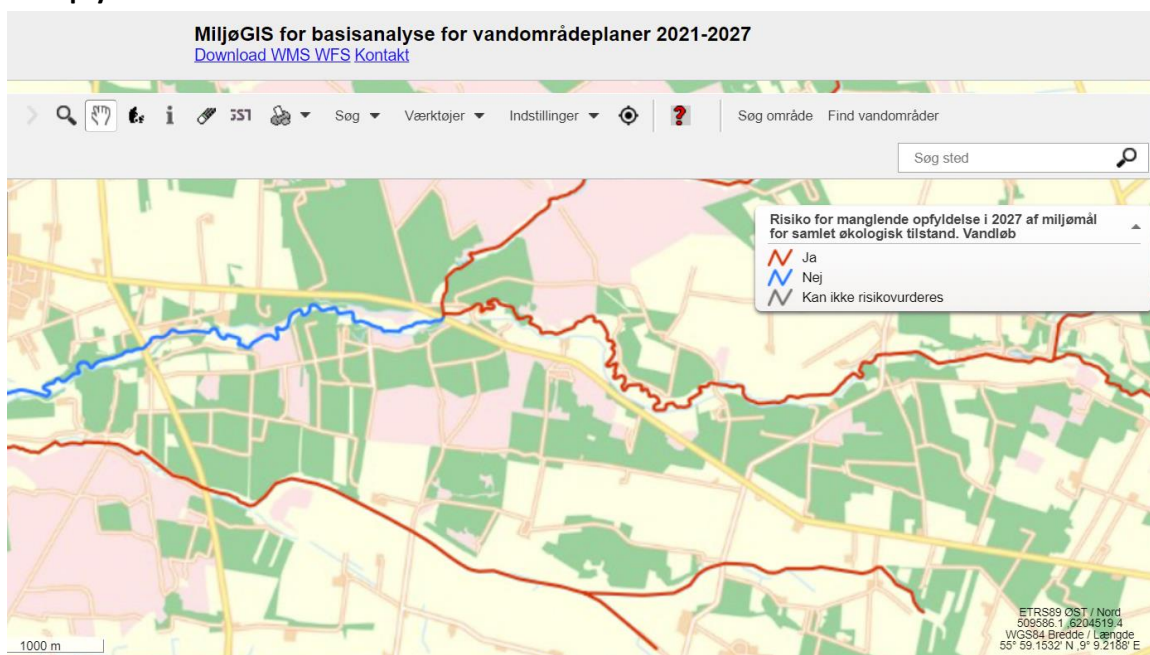 MiljøGIS for basisanalyse for vandområdeplaner 2021-2027
Download WMS WFS Kontakt
Søg
Værktøjer
Indstillinger
?
Søg område
Find vandområder
Søg sted
Risiko for manglende opfyldelse i 2027 af miljømål
for samlet økologisk tilstand. Vandløb
Ja
Nej
Kan ikke risikovurderes
ETRS89 ØST / Nord
509586.1 ,6204519.4
WGS84 Bredde / Længde
55° 59.1532' N ,9° 9.2188' E
1000 m